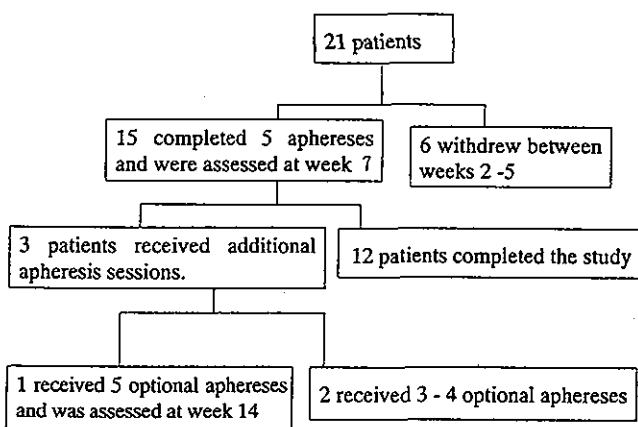 21 patients
15 completed 5 aphereses
and were assessed at week 7
6 withdrew between
weeks 2 -5
3 patients received additional
apheresis sessions.
12 patients completed the study
1 received 5 optional aphereses
and was assessed at week 14
2 received 3 - 4 optional aphereses